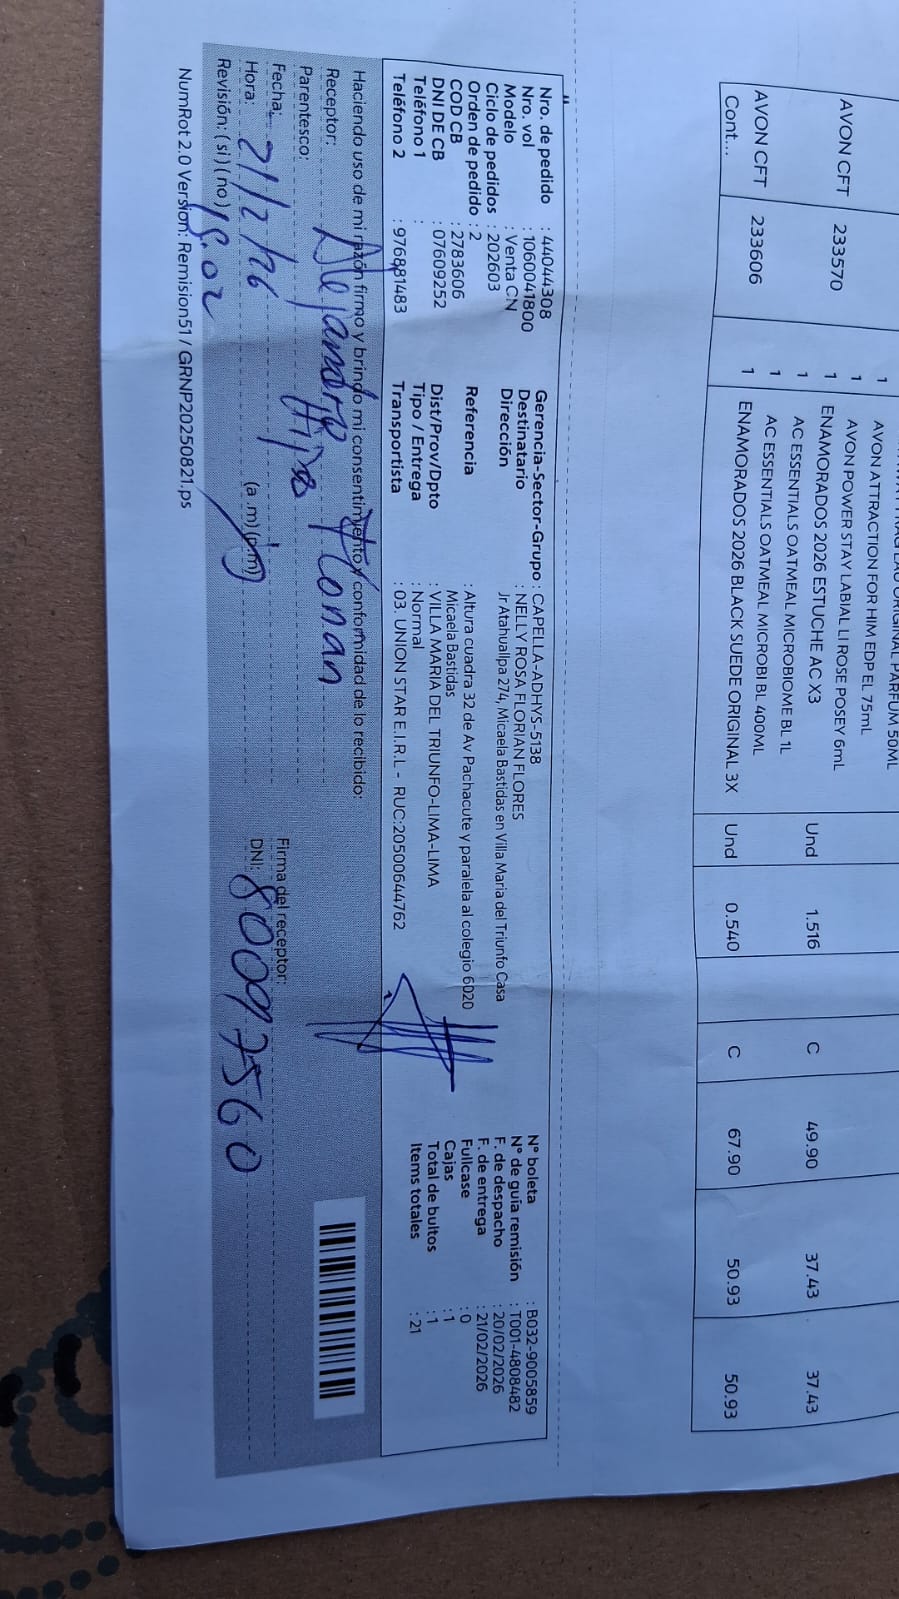 AVON ATTRACTION FOR HIM EDP EL 75mL
1
AVON POWER STAY LABIAL LI ROSE POSEY 6mL
1
AVON CFT 233570 1 ENAMORADOS 2026 ESTUCHE AC X3 Und 1.516 C 49.90 37.43 37.43
1 AC ESSENTIALS OATMEAL MICROBIOME BL 1L
1 AC ESSENTIALS OATMEAL MICROBI BL 400ML
AVON CFT 233606 1 ENAMORADOS 2026 BLACK SUEDE ORIGINAL 3X Und 0.540 C 67.90 50.93 50.93
Cont...
Nro. de pedido : 44044308 Gerencia-Sector-Grupo : CAPELLA-ADHYS-5138 N° boleta : B032-9005859
Nro. vol : 1060041800 Destinatario : NELLY ROSA FLORIAN FLORES N° de guía remisión : T001-4808482
Modelo : Venta CN Dirección Jr Atahuallpa 274, Micaela Bastidas en Villa Maria del Triunfo Casa F. de despacho : 20/02/2026
Ciclo de pedidos : 202603 F. de entrega : 21/02/2026
Orden de pedido : 2 Referencia : Altura cuadra 32 de Av Pachacute y paralela al colegio 6020 Fullcase : 0
COD CB : 2783606 Micaela Bastidas Cajas : 1
DNI DE CB : 07609252 Dist/Prov/Dpto : VILLA MARIA DEL TRIUNFO-LIMA-LIMA Total de bultos : 1
Teléfono 1 : Tipo / Entrega : Normal Items totales : 21
Teléfono 2 : 976881483 Transportista : 03. UNION STAR E.I.R.L - RUC:20500644762
Haciendo uso de mi razón firmo y brindo mi consentimiento y conformidad de lo recibido:
Receptor:
Parentesco: Firma del receptor:
Fecha: 21/2/26 DNI: 80097560
Hora: (a .m)(p.m)
Revisión: (si)(no)
NumRot 2.0 Version: Remision51 / GRNP20250821.ps